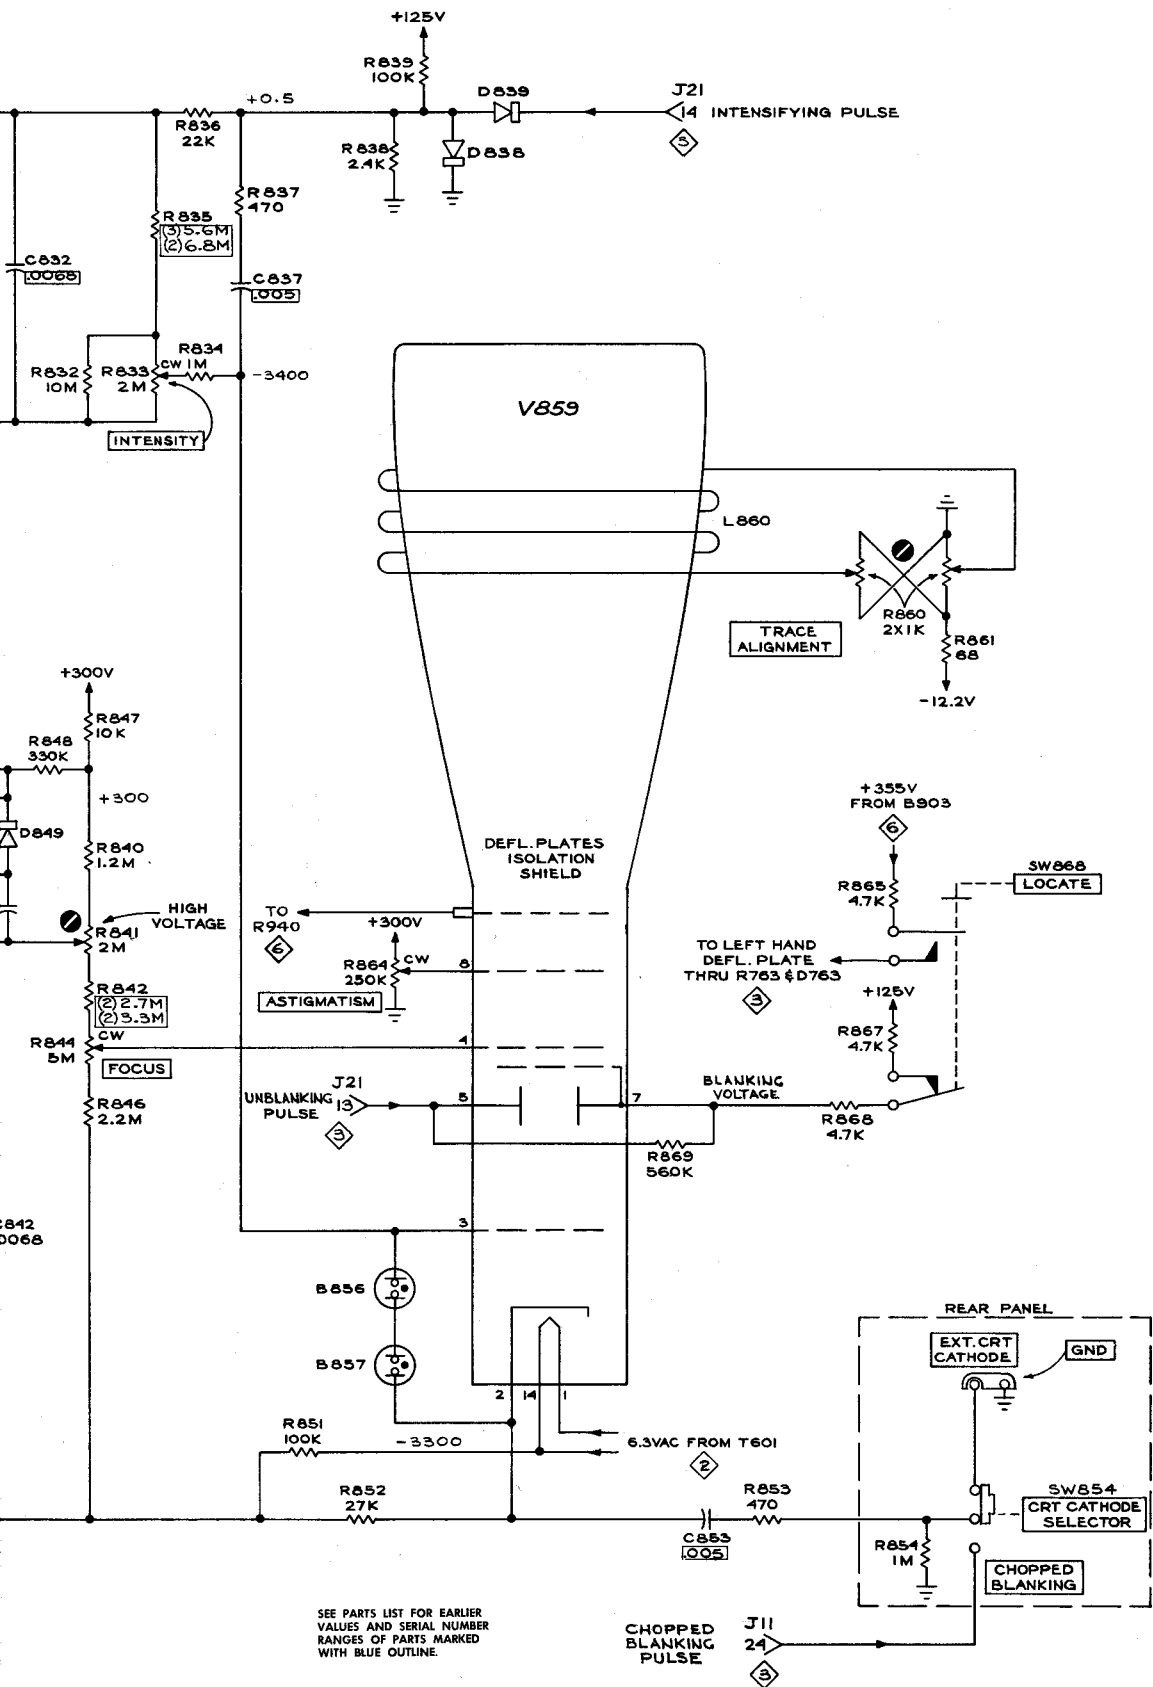 +125V
R839
100K
D839
J21
14 INTENSIFYING PULSE
3
+0.5
R836
22K
R838
2.4K
D838
R837
470
R835
(3)5.6M
(2)6.8M
C832
.0068
C837
.005
R832
10M
R833
2M
CW
R834
1M
-3400
INTENSITY
V859
L860
R860
2X1K
TRACE
ALIGNMENT
R861
68
-12.2V
+300V
R847
10K
R848
330K
+300
D849
R840
1.2M
HIGH
VOLTAGE
R841
2M
R842
(2)2.7M
(2)3.3M
CW
R844
5M
FOCUS
R846
2.2M
DEFL. PLATES
ISOLATION
SHIELD
TO
R940
6
+300V
CW
8
R864
250K
ASTIGMATISM
4
+355V
FROM B903
6
SW868
LOCATE
R865
4.7K
TO LEFT HAND
DEFL. PLATE
THRU R763 & D763
3
+125V
R867
4.7K
UNBLANKING
PULSE
J21
13
3
5
7
BLANKING
VOLTAGE
R868
4.7K
R869
560K
3
C842
0068
B856
B857
2
14
1
R851
100K
-3300
6.3VAC FROM T601
2
R852
27K
C853
.005
R853
470
REAR PANEL
EXT. CRT
CATHODE
GND
SW854
CRT CATHODE
SELECTOR
R854
1M
CHOPPED
BLANKING
SEE PARTS LIST FOR EARLIER
VALUES AND SERIAL NUMBER
RANGES OF PARTS MARKED
WITH BLUE OUTLINE.
CHOPPED
BLANKING
PULSE
J11
24
3